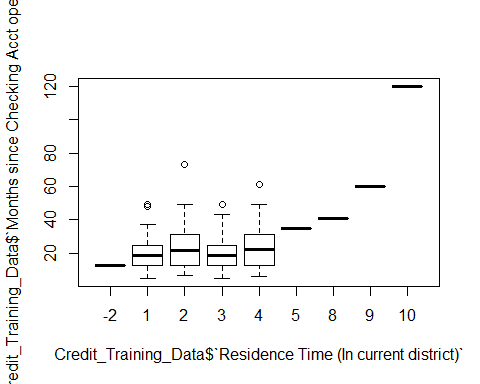 redit_Training_Data$`Months since Checking Acct ope
120
80
60
40
20
-2 1 2 3 4 5 8 9 10
Credit_Training_Data$`Residence Time (In current district)`